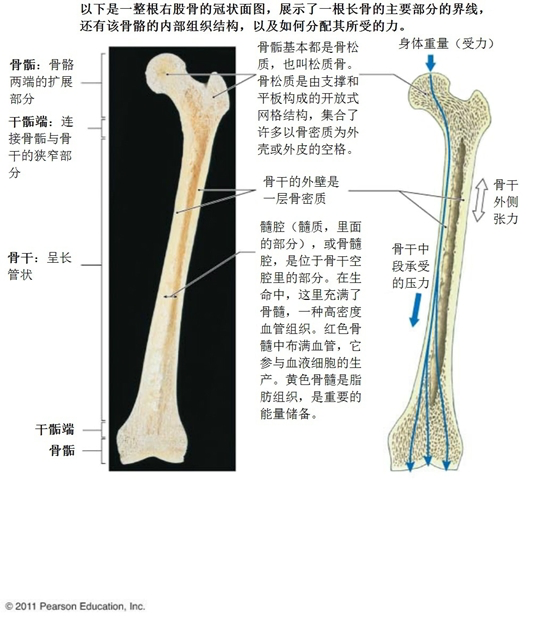 以下是一整根右股骨的冠状面图，展示了一根长骨的主要部分的界线，
还有该骨骼的内部组织结构，以及如何分配其所受的力。
骨骺：骨骼
两端的扩展
部分
干骺端：连
接骨骺与骨
干的狭窄部
分
骨干：呈长
管状
干骺端
骨骺
骨骺基本都是骨松
质，也叫松质骨。
骨松质是由支撑和
平板构成的开放式
网格结构，集合了
许多以骨密质为外
壳或外皮的空格。
骨干的外壁是
一层骨密质
髓腔（髓质，里面
的部分），或骨髓
腔，是位于骨干空
腔里的部分。在生
命中，这里充满了
骨髓，一种高密度
血管组织。红色骨
髓中布满血管，它
参与血液细胞的生
产。黄色骨髓是脂
肪组织，是重要的
能量储备。
身体重量（受力）
骨干
外侧
张力
骨干中
段承受
的压力
© 2011 Pearson Education, Inc.